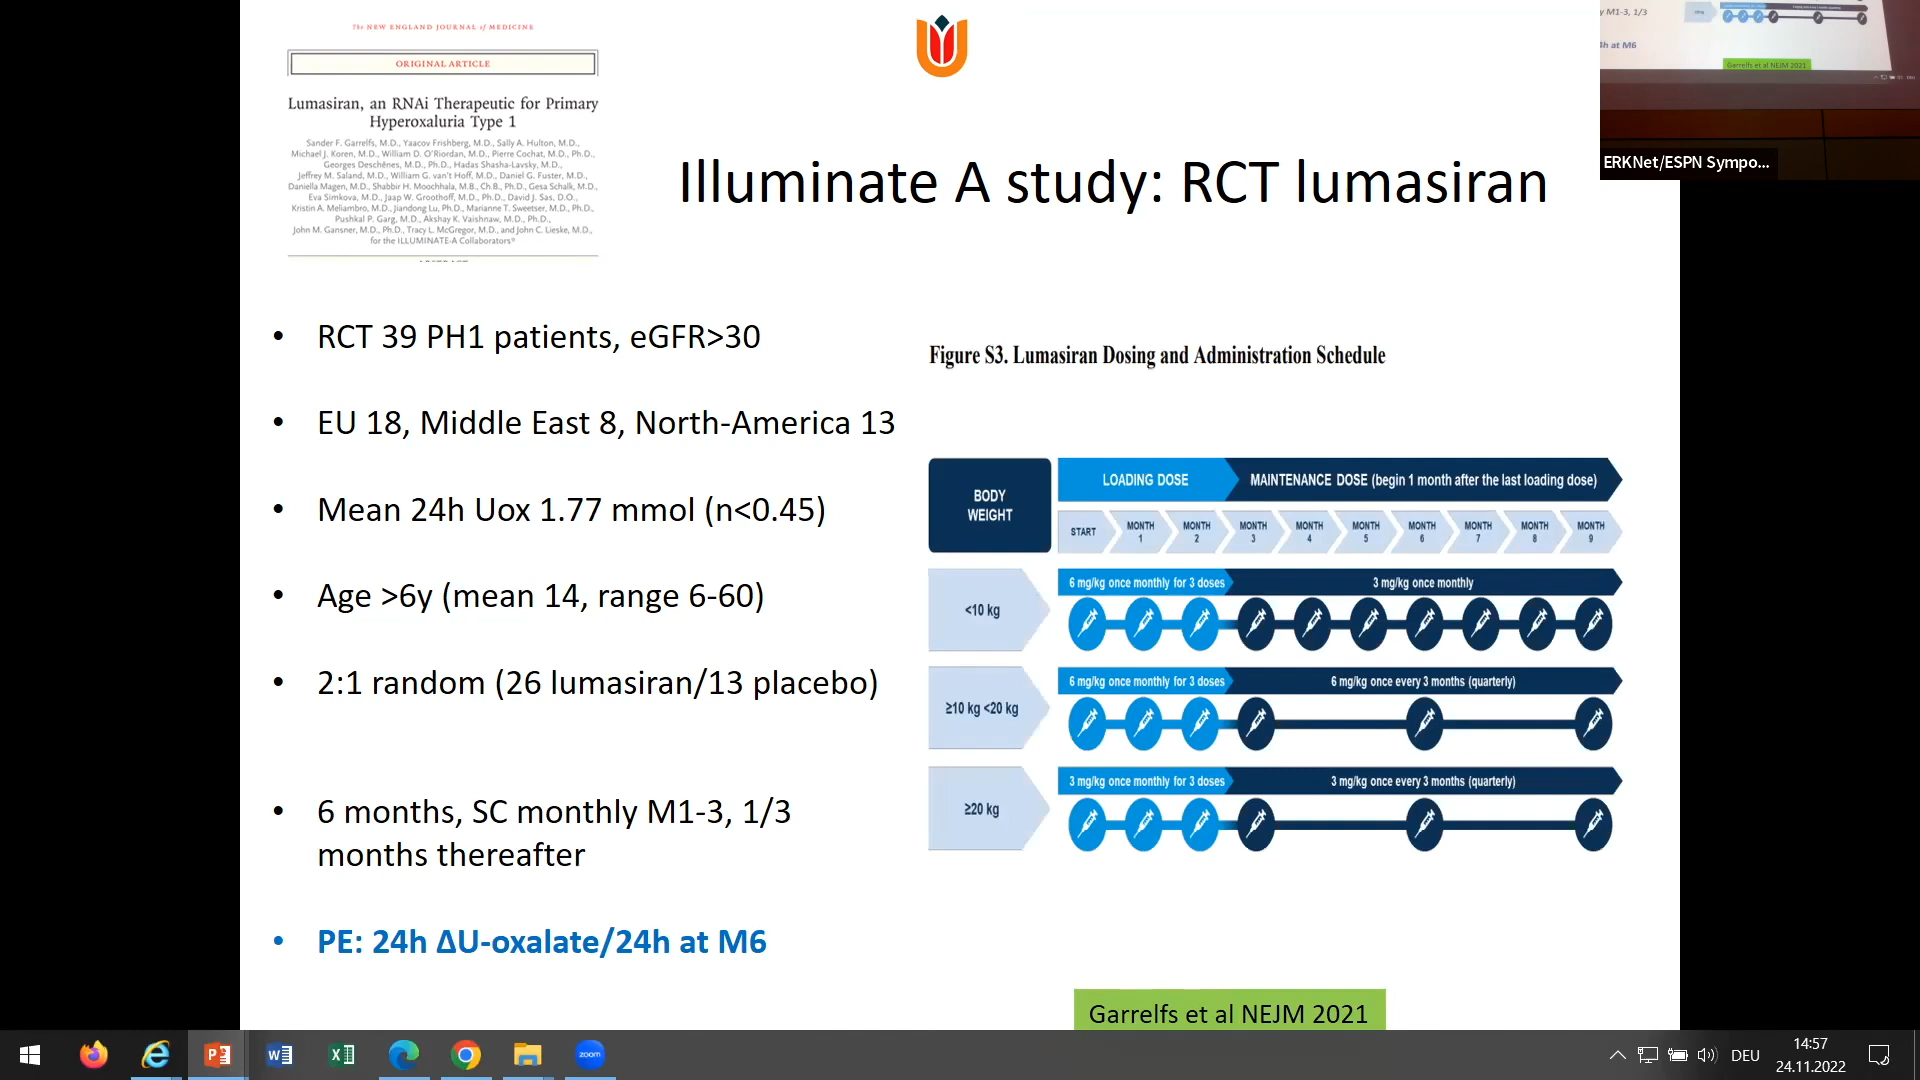 The NEW ENGLAND JOURNAL of MEDICINE
ORIGINAL ARTICLE
Lumasiran, an RNAi Therapeutic for Primary
Hyperoxaluria Type 1
Sander F. Garrelfs, M.D., Yaacov Frishberg, M.D., Sally A. Hulton, M.D.,
Michael J. Koren, M.D., William D. O'Riordan, M.D., Pierre Cochat, M.D., Ph.D.,
Georges Deschênes, M.D., Ph.D., Hadas Shasha-Lavsky, M.D.,
Jeffrey M. Saland, M.D., William G. van't Hoff, M.D., Daniel G. Fuster, M.D.,
Daniella Magen, M.D., Shabbir H. Moochhala, M.B., Ch.B., Ph.D., Gesa Schalk, M.D.,
Eva Simkova, M.D., Jaap W. Groothoff, M.D., Ph.D., David J. Sas, D.O.,
Kristin A. Meliambro, M.D., Jiandong Lu, Ph.D., Marianne T. Sweetser, M.D., Ph.D.,
Pushkal P. Garg, M.D., Akshay K. Vaishnaw, M.D., Ph.D.,
John M. Gansner, M.D., Ph.D., Tracy L. McGregor, M.D., and John C. Lieske, M.D.,
for the ILLUMINATE-A Collaborators*
y M1-3, 1/3
4h at M6
Garrelfs et al NEJM 2021
ERKNet/ESPN Sympo...
Illuminate A study: RCT lumasiran
• RCT 39 PH1 patients, eGFR>30
• EU 18, Middle East 8, North-America 13
• Mean 24h Uox 1.77 mmol (n<0.45)
• Age >6y (mean 14, range 6-60)
• 2:1 random (26 lumasiran/13 placebo)
• 6 months, SC monthly M1-3, 1/3
months thereafter
• PE: 24h ΔU-oxalate/24h at M6
Figure S3. Lumasiran Dosing and Administration Schedule
BODY
WEIGHT
LOADING DOSE
MAINTENANCE DOSE (begin 1 month after the last loading dose)
START
MONTH
1
MONTH
2
MONTH
3
MONTH
4
MONTH
5
MONTH
6
MONTH
7
MONTH
8
MONTH
9
<10 kg
6 mg/kg once monthly for 3 doses
3 mg/kg once monthly
≥10 kg <20 kg
6 mg/kg once monthly for 3 doses
6 mg/kg once every 3 months (quarterly)
≥20 kg
3 mg/kg once monthly for 3 doses
3 mg/kg once every 3 months (quarterly)
Garrelfs et al NEJM 2021
zoom
DEU
14:57
24.11.2022